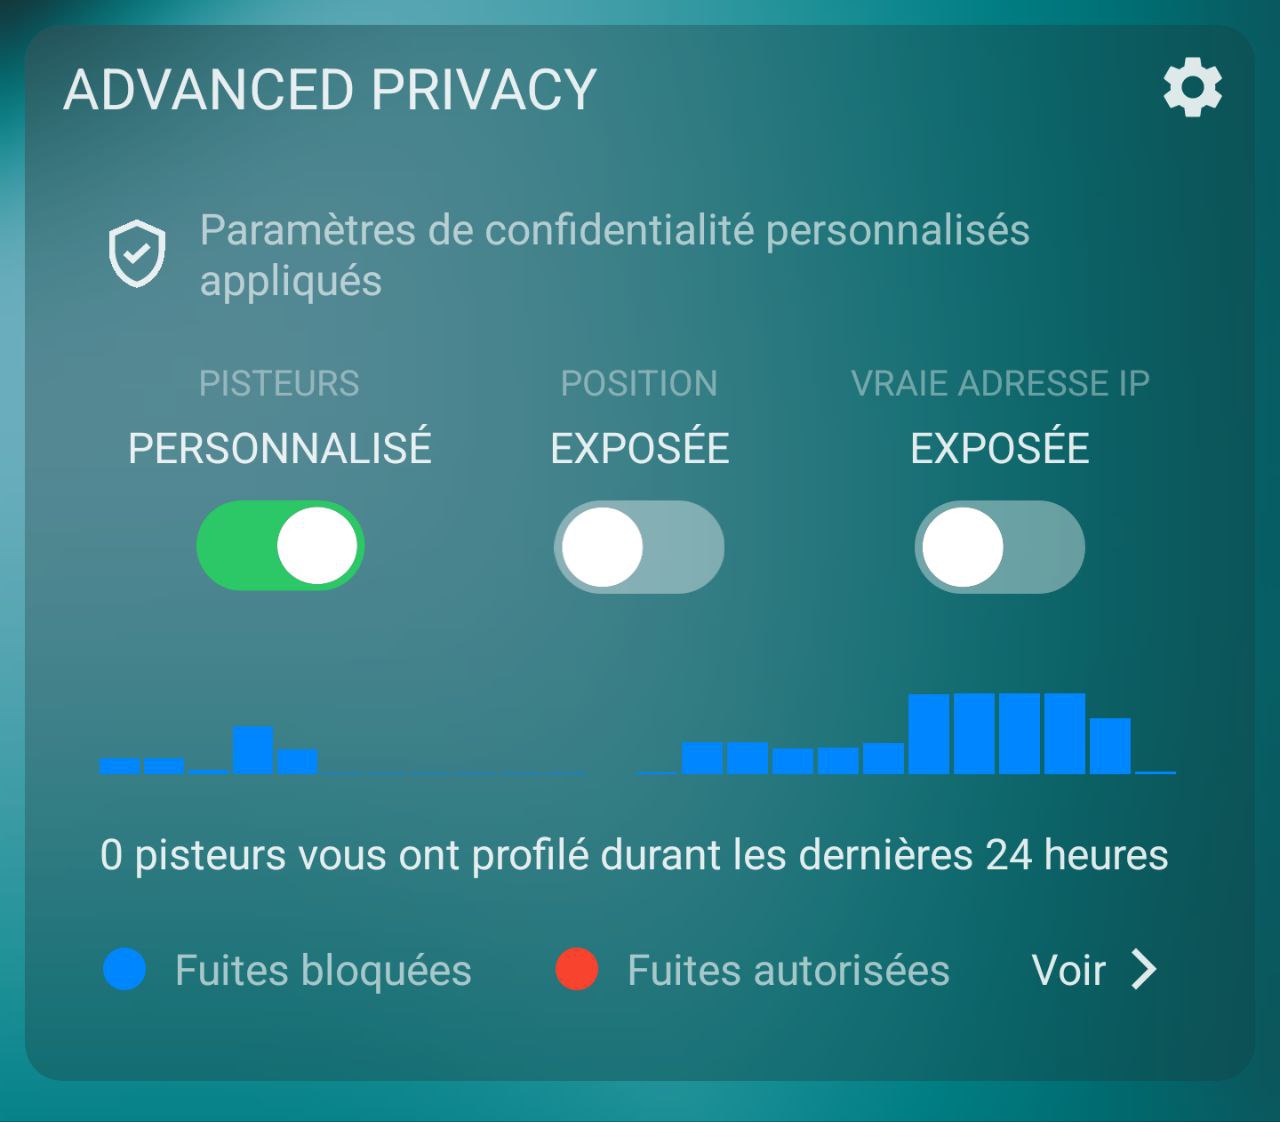 ADVANCED PRIVACY
Paramètres de confidentialité personnalisés
appliqués
PISTEURS
POSITION
VRAIE ADRESSE IP
PERSONNALISÉ
EXPOSÉE
EXPOSÉE
0 pisteurs vous ont profilé durant les dernières 24 heures
Fuites bloquées
Fuites autorisées
Voir